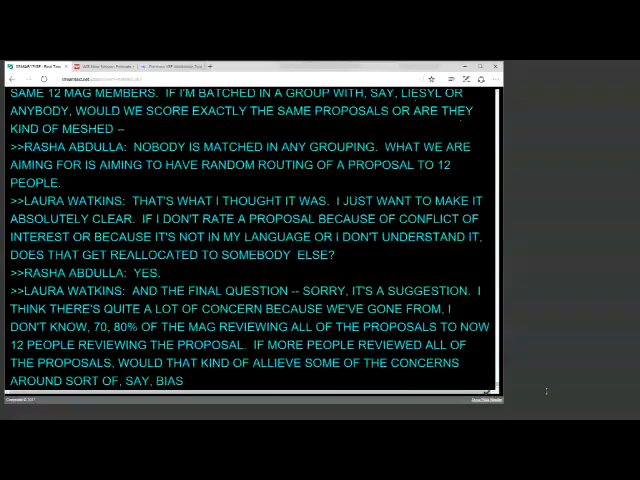 SAME 12 MAG MEMBERS. IF I'M BATCHED IN A GROUP WITH, SAY, LIESYL OR
ANYBODY, WOULD WE SCORE EXACTLY THE SAME PROPOSALS OR ARE THEY
KIND OF MESHED --
>>RASHA ABDULLA: NOBODY IS MATCHED IN ANY GROUPING. WHAT WE ARE
AIMING FOR IS AIMING TO HAVE RANDOM ROUTING OF A PROPOSAL TO 12
PEOPLE.
>>LAURA WATKINS: THAT'S WHAT I THOUGHT IT WAS. I JUST WANT TO MAKE IT
ABSOLUTELY CLEAR. IF I DON'T RATE A PROPOSAL BECAUSE OF CONFLICT OF
INTEREST OR BECAUSE IT'S NOT IN MY LANGUAGE OR I DON'T UNDERSTAND IT,
DOES THAT GET REALLOCATED TO SOMEBODY ELSE?
>>RASHA ABDULLA: YES.
>>LAURA WATKINS: AND THE FINAL QUESTION -- SORRY, IT'S A SUGGESTION. I
THINK THERE'S QUITE A LOT OF CONCERN BECAUSE WE'VE GONE FROM, I
DON'T KNOW, 70, 80% OF THE MAG REVIEWING ALL OF THE PROPOSALS TO NOW
12 PEOPLE REVIEWING THE PROPOSAL. IF MORE PEOPLE REVIEWED ALL OF
THE PROPOSALS, WOULD THAT KIND OF ALLIEVE SOME OF THE CONCERNS
AROUND SORT OF, SAY, BIAS